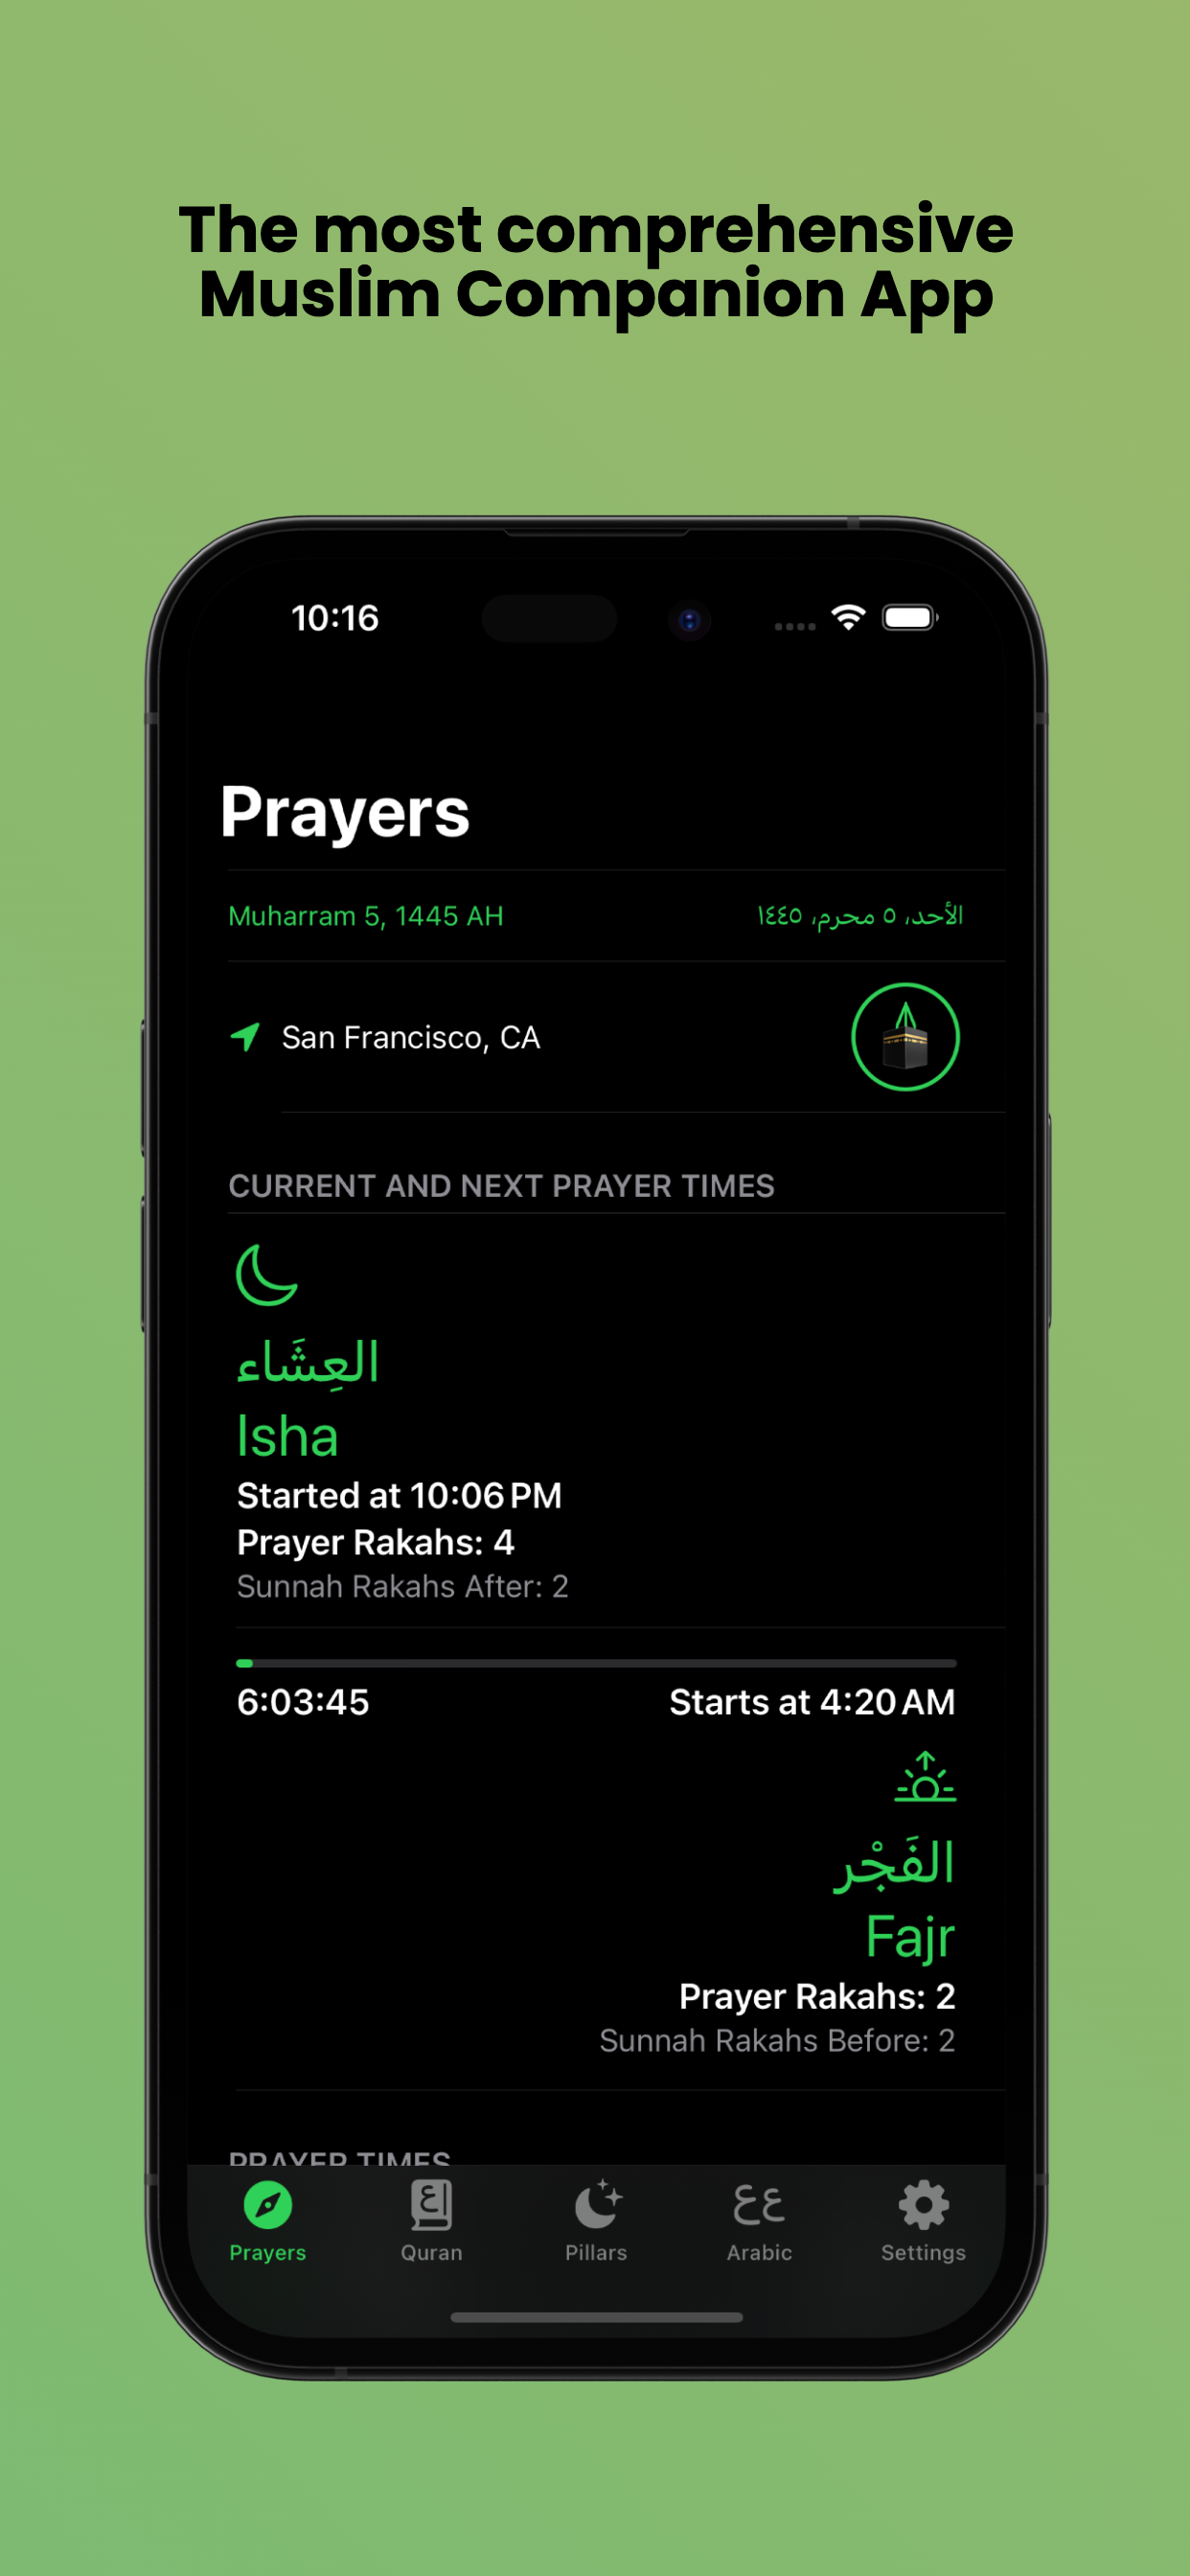 The most comprehensive
Muslim Companion App
10:16
Prayers
Muharram 5, 1445 AH
الأحد، ٥ محرم، ١٤٤٥
San Francisco, CA
CURRENT AND NEXT PRAYER TIMES
العِشَاء
Isha
Started at 10:06 PM
Prayer Rakahs: 4
Sunnah Rakahs After: 2
6:03:45
Starts at 4:20 AM
الفَجْر
Fajr
Prayer Rakahs: 2
Sunnah Rakahs Before: 2
PRAYER TIMES
ع
ع ع
Prayers
Quran
Pillars
Arabic
Settings